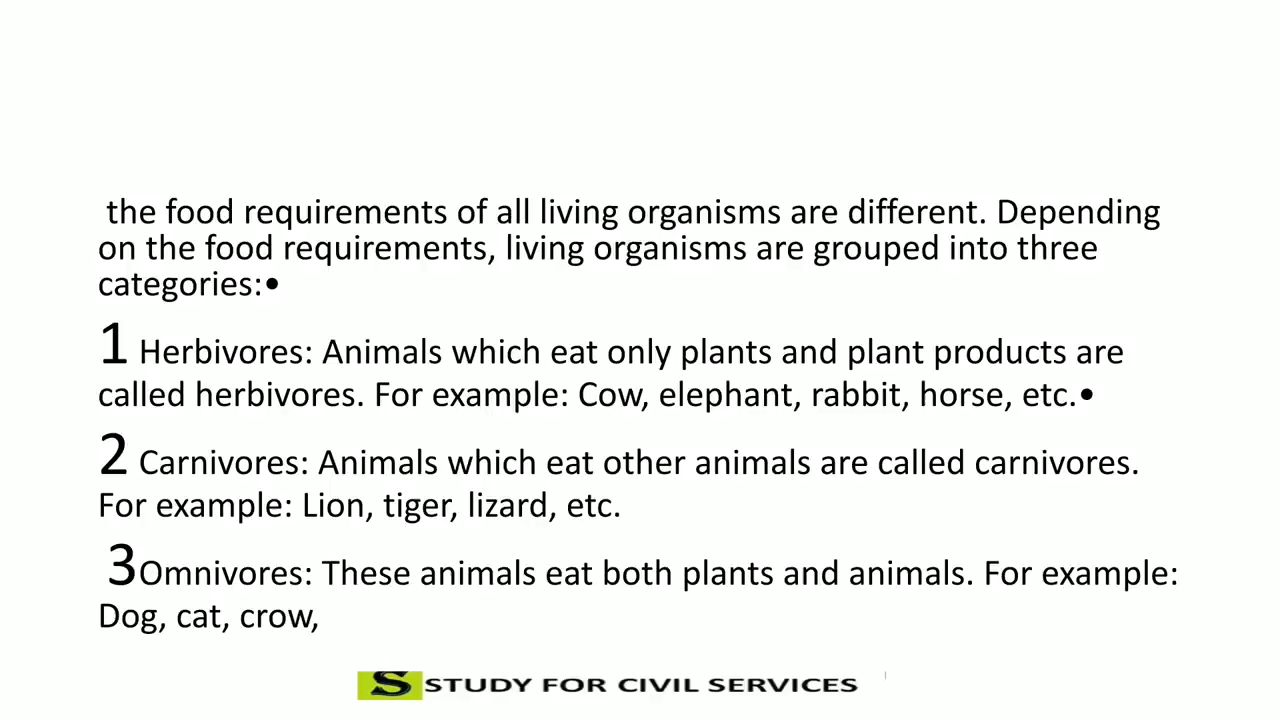 the food requirements of all living organisms are different. Depending
on the food requirements, living organisms are grouped into three
categories:•
1 Herbivores: Animals which eat only plants and plant products are
called herbivores. For example: Cow, elephant, rabbit, horse, etc.•
2 Carnivores: Animals which eat other animals are called carnivores.
For example: Lion, tiger, lizard, etc.
3Omnivores: These animals eat both plants and animals. For example:
Dog, cat, crow,
S STUDY FOR CIVIL SERVICES